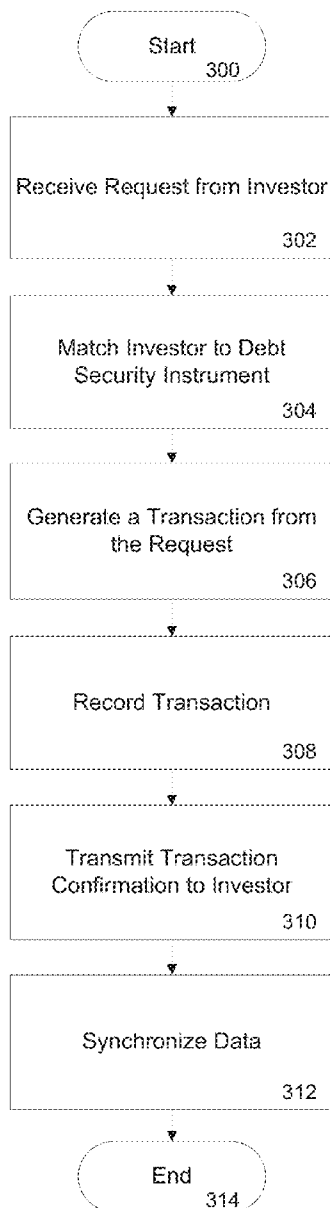 Start
300
Receive Request from Investor
302
Match Investor to Debt
Security Instrument
304
Generate a Transaction from
the Request
306
Record Transaction
308
Transmit Transaction
Confirmation to Investor
310
Synchronize Data
312
End
314